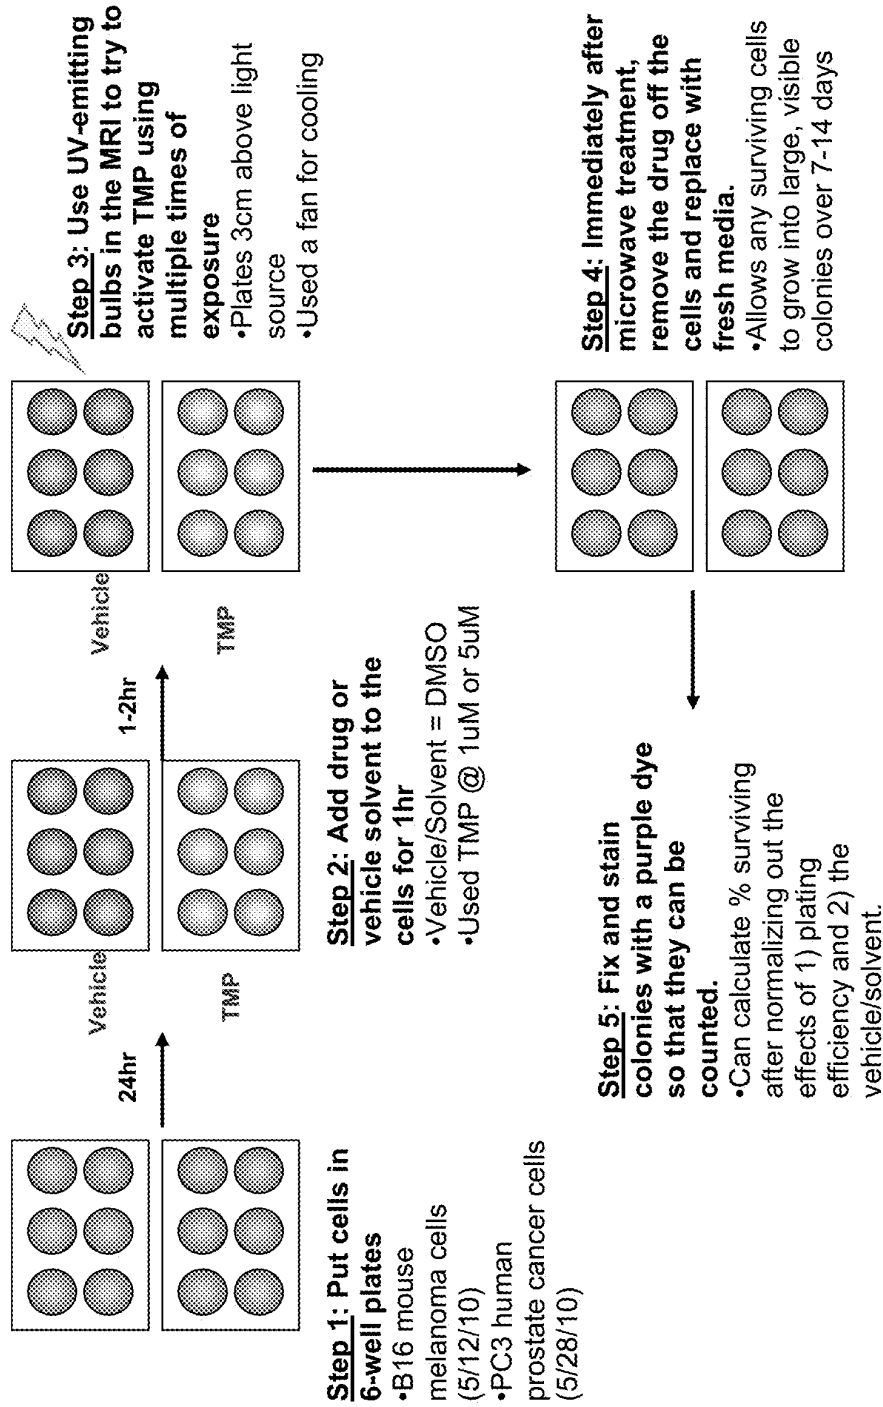 Step 1: Put cells in
6-well plates
•B16 mouse
melanoma cells
(5/12/10)
•PC3 human
prostate cancer cells
(5/28/10)
24hr
Vehicle
TMP
Step 2: Add drug or
vehicle solvent to the
cells for 1hr
•Vehicle/Solvent = DMSO
•Used TMP @ 1uM or 5uM
1-2hr
Vehicle
TMP
Step 3: Use UV-emitting
bulbs in the MRI to try to
activate TMP using
multiple times of
exposure
•Plates 3cm above light
source
•Used a fan for cooling
Step 4: Immediately after
microwave treatment,
remove the drug off the
cells and replace with
fresh media.
•Allows any surviving cells
to grow into large, visible
colonies over 7-14 days
Step 5: Fix and stain
colonies with a purple dye
so that they can be
counted.
•Can calculate % surviving
after normalizing out the
effects of 1) plating
efficiency and 2) the
vehicle/solvent.